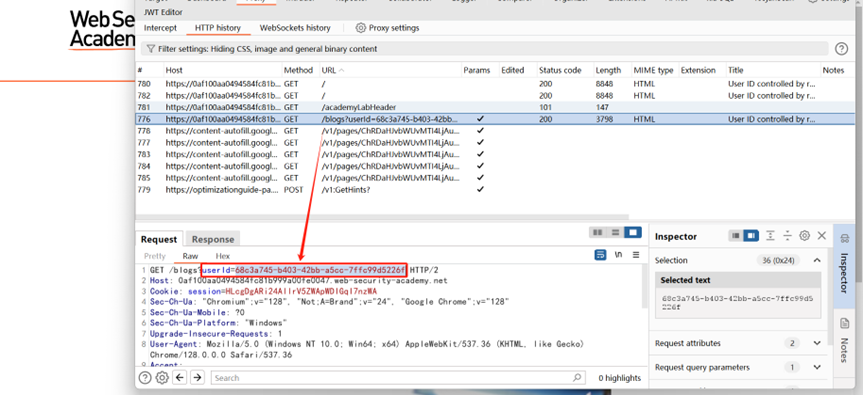 Web Se
Academ
JWT Editor
Intercept HTTP history WebSockets history Proxy settings
Filter settings: Hiding CSS, image and general binary content
# Host Method URL Params Edited Status code Length MIME type Extension Title Notes
780 https://0af100aa0494584fc81b... GET / 200 8848 HTML User ID controlled by r...
782 https://0af100aa0494584fc81b... GET / 200 8848 HTML User ID controlled by r...
781 https://0af100aa0494584fc81b... GET /academyLabHeader 101 147
776 https://0af100aa0494584fc81b... GET /blogs?userId=68c3a745-b403-42bb... ✓ 200 3798 HTML User ID controlled by r...
778 https://content-autofill.googl... GET /v1/pages/ChRDaHJvbWUvMTI4LjAu... ✓
777 https://content-autofill.googl... GET /v1/pages/ChRDaHJvbWUvMTI4LjAu... ✓
783 https://content-autofill.googl... GET /v1/pages/ChRDaHJvbWUvMTI4LjAu... ✓
784 https://content-autofill.googl... GET /v1/pages/ChRDaHJvbWUvMTI4LjAu... ✓
785 https://content-autofill.googl... GET /v1/pages/ChRDaHJvbWUvMTI4LjAu... ✓
779 https://optimizationguide-pa.... POST /v1:GetHints? ✓
Request Response
Pretty Raw Hex
1 GET /blogs?userId=68c3a745-b403-42bb-a5cc-7ffc99d5226f HTTP/2
2 Host: 0af100aa0494584fc81b999a00fe0047.web-security-academy.net
3 Cookie: session=HLcgDgARi24AIlrV5ZWApWDIGqI7nzWA
4 Sec-Ch-Ua: "Chromium";v="128", "Not;A=Brand";v="24", "Google Chrome";v="128"
5 Sec-Ch-Ua-Mobile: ?0
6 Sec-Ch-Ua-Platform: "Windows"
7 Upgrade-Insecure-Requests: 1
8 User-Agent: Mozilla/5.0 (Windows NT 10.0; Win64; x64) AppleWebKit/537.36 (KHTML, like Gecko)
Chrome/128.0.0.0 Safari/537.36
Search 0 highlights
Inspector
Selection 36 (0x24)
Selected text
68c3a745-b403-42bb-a5cc-7ffc99d5
226f
Request attributes 2
Request query parameters 1
Inspector
Notes